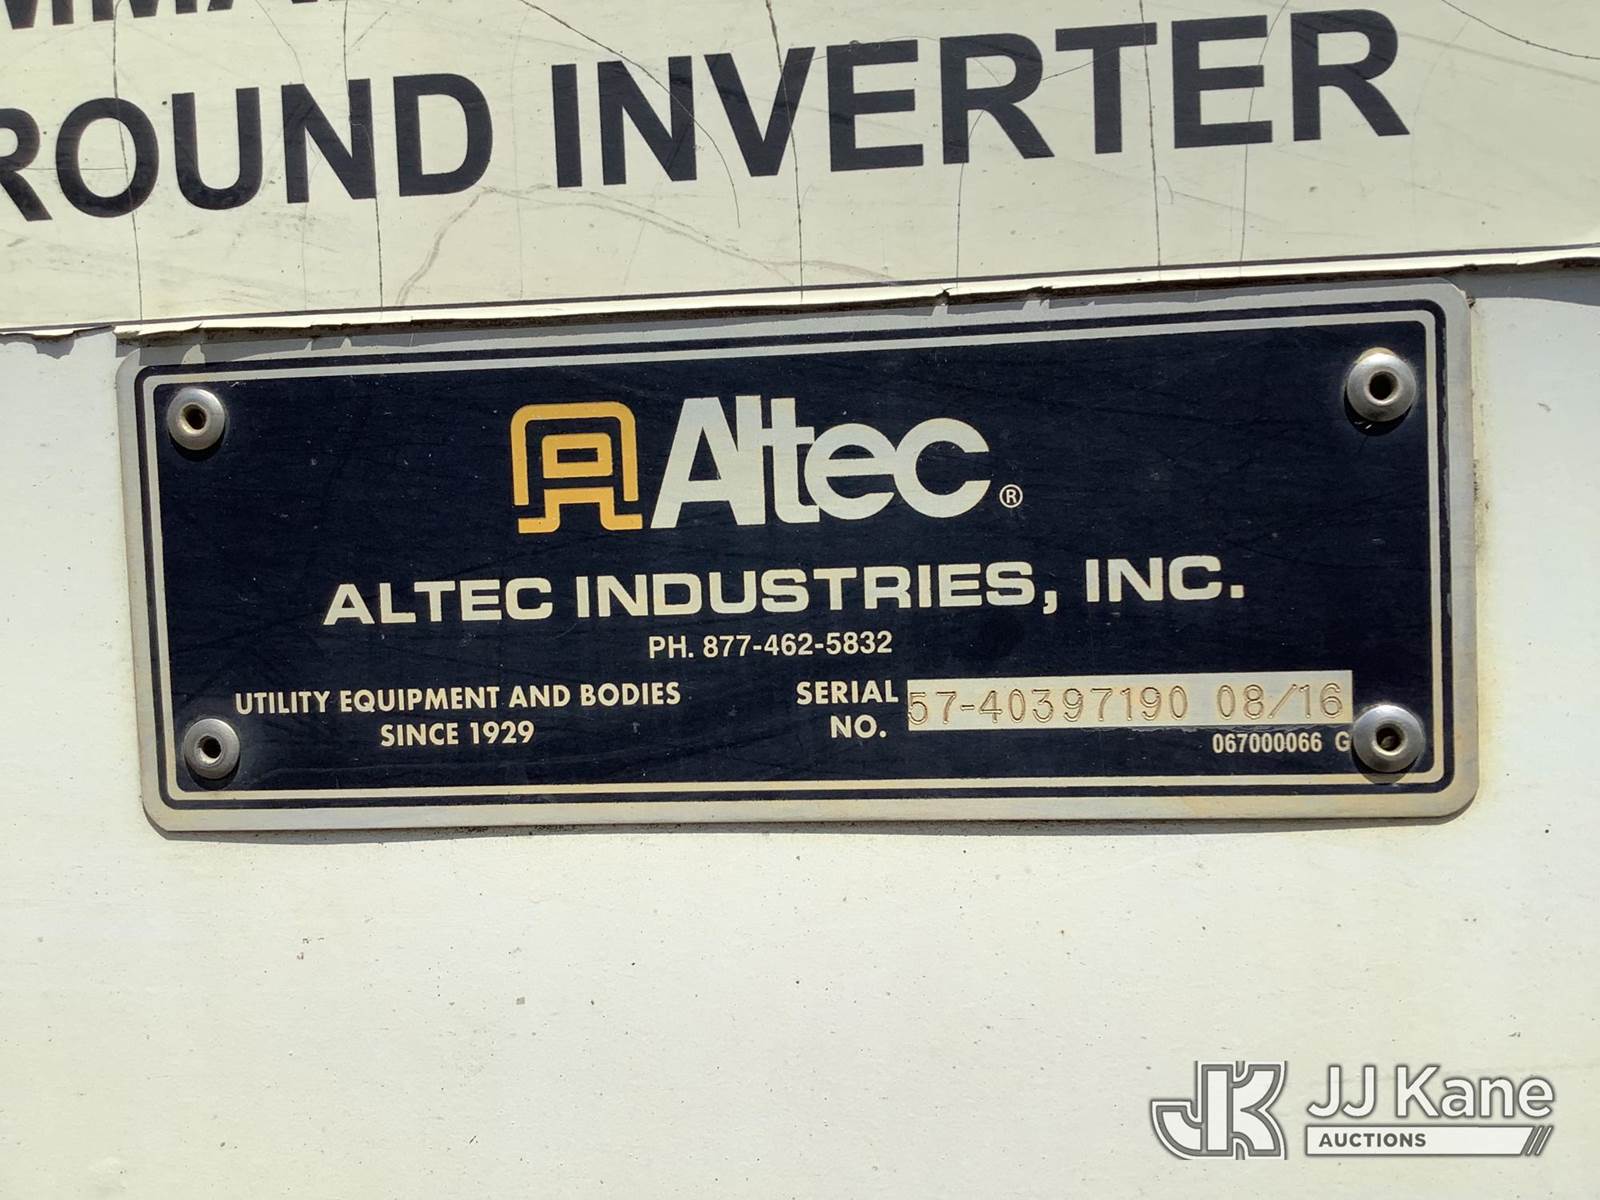 ROUND INVERTER
Altec®
ALTEC INDUSTRIES, INC.
PH. 877-462-5832
UTILITY EQUIPMENT AND BODIES
SINCE 1929
SERIAL NO. 57-40397190 08/16
067000066 G
JJ Kane
AUCTIONS